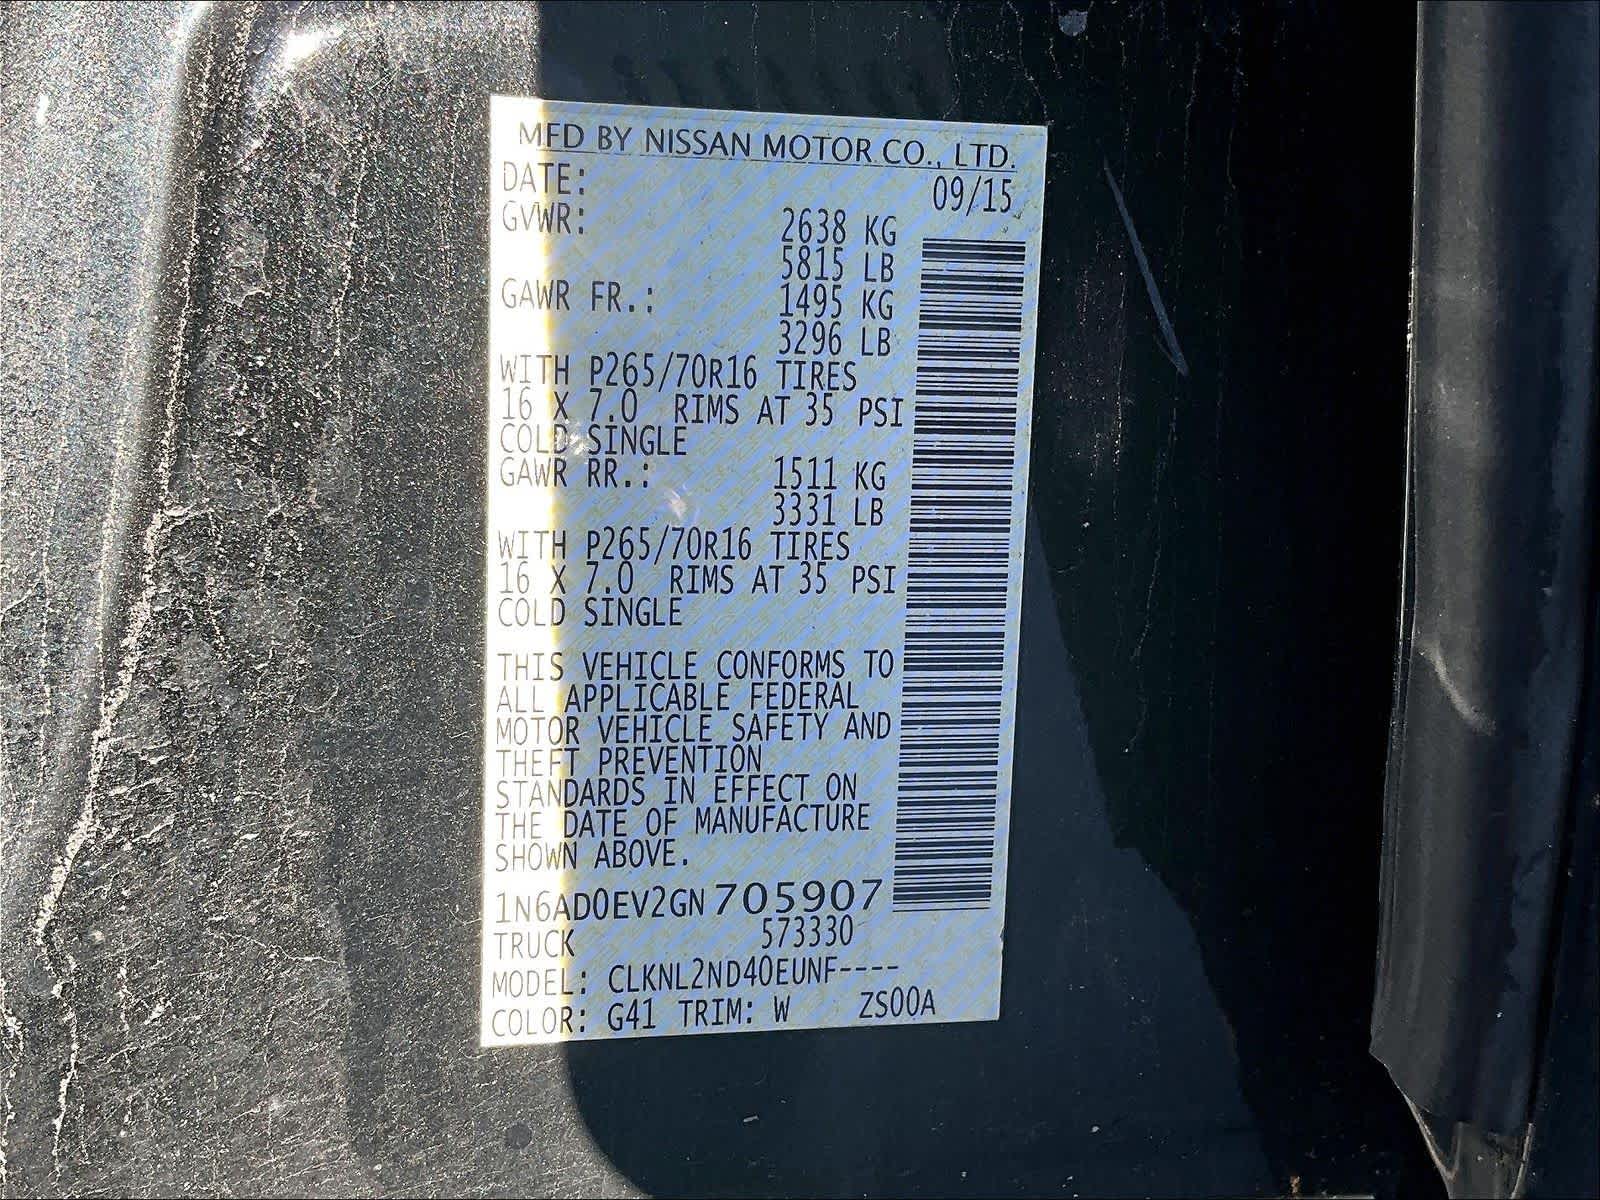 MFD BY NISSAN MOTOR CO., LTD.
DATE: 09/15
GVWR: 2638 KG
5815 LB
GAWR FR.: 1495 KG
3296 LB
WITH P265/70R16 TIRES
16 X 7.0 RIMS AT 35 PSI
COLD SINGLE
GAWR RR.: 1511 KG
3331 LB
WITH P265/70R16 TIRES
16 X 7.0 RIMS AT 35 PSI
COLD SINGLE
THIS VEHICLE CONFORMS TO
ALL APPLICABLE FEDERAL
MOTOR VEHICLE SAFETY AND
THEFT PREVENTION
STANDARDS IN EFFECT ON
THE DATE OF MANUFACTURE
SHOWN ABOVE.
1N6AD0EV2GN705907
TRUCK 573330
MODEL: CLKNL2ND40EUNF----
COLOR: G41 TRIM: W ZS00A